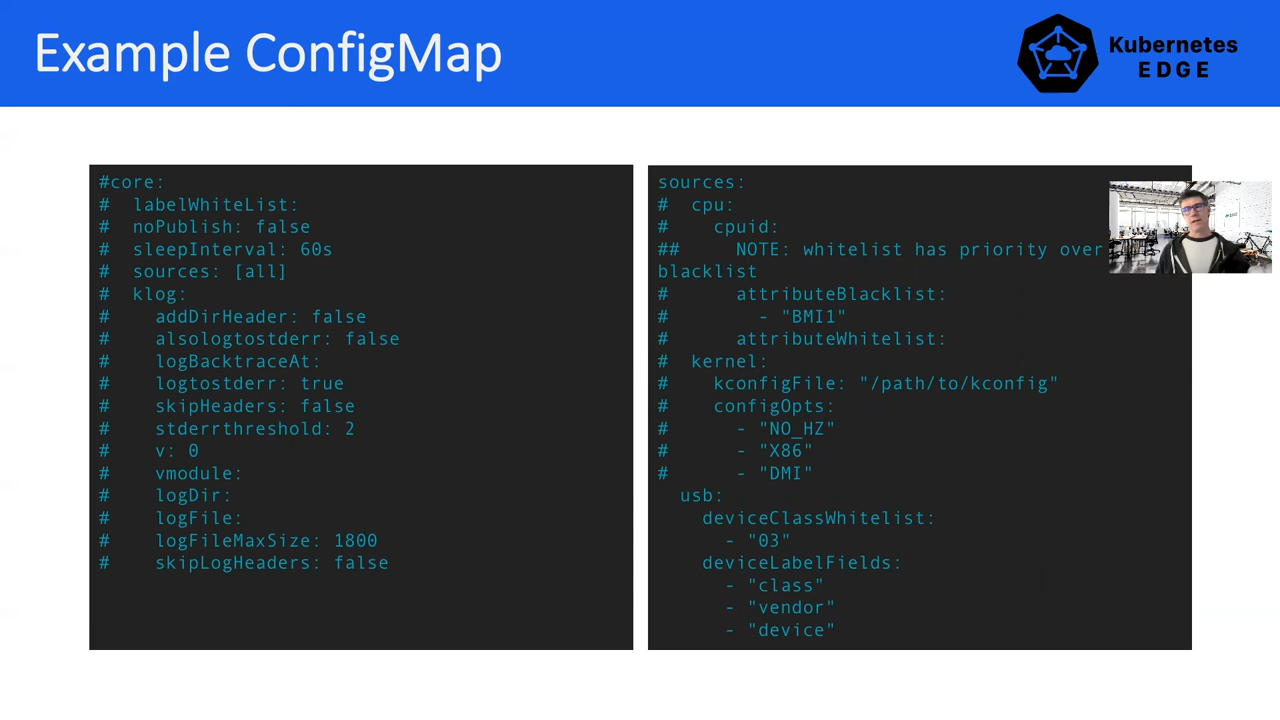 Example ConfigMap
Kubernetes
EDGE
#core:
#  labelWhiteList:
#  noPublish: false
#  sleepInterval: 60s
#  sources: [all]
#  klog:
#    addDirHeader: false
#    alsologtostderr: false
#    logBacktraceAt:
#    logtostderr: true
#    skipHeaders: false
#    stderrthreshold: 2
#    v: 0
#    vmodule:
#    logDir:
#    logFile:
#    logFileMaxSize: 1800
#    skipLogHeaders: false
sources:
#  cpu:
#    cpuid:
##     NOTE: whitelist has priority over
blacklist
#      attributeBlacklist:
#        - "BMI1"
#      attributeWhitelist:
#  kernel:
#    kconfigFile: "/path/to/kconfig"
#    configOpts:
#      - "NO_HZ"
#      - "X86"
#      - "DMI"
  usb:
    deviceClassWhitelist:
      - "03"
    deviceLabelFields:
      - "class"
      - "vendor"
      - "device"